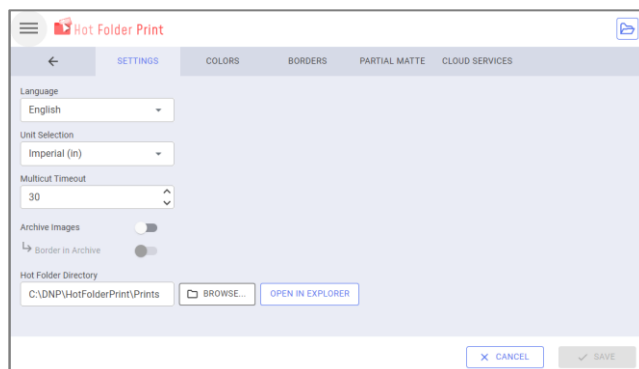 Hot Folder Print
SETTINGS COLORS BORDERS PARTIAL MATTE CLOUD SERVICES
Language
English
Unit Selection
Imperial (in)
Multicut Timeout
30
Archive Images
Border in Archive
Hot Folder Directory
C:\DNP\HotFolderPrint\Prints BROWSE... OPEN IN EXPLORER
CANCEL SAVE